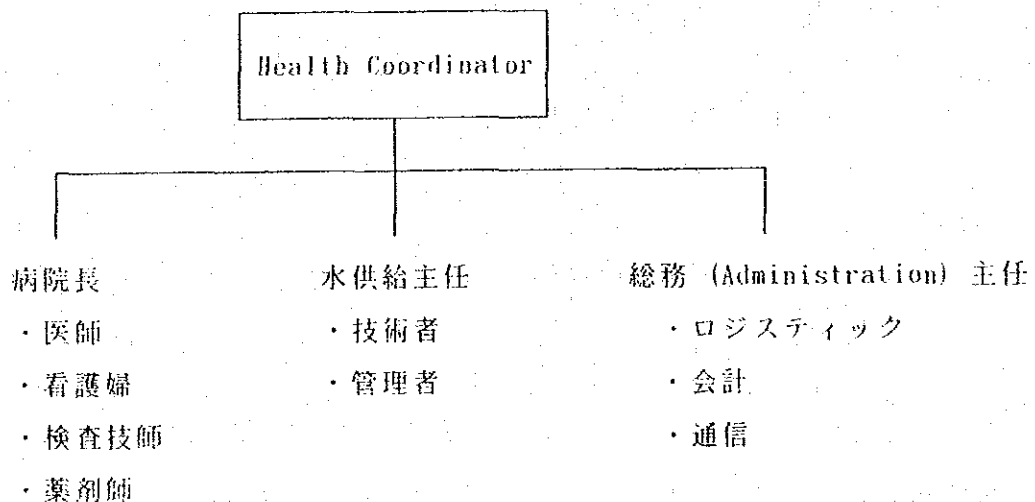 Health Coordinator
病院長
・医師
・看護婦
・検査技師
・薬剤師
水供給主任
・技術者
・管理者
総務 (Administration) 主任
・ロジスティック
・会計
・通信